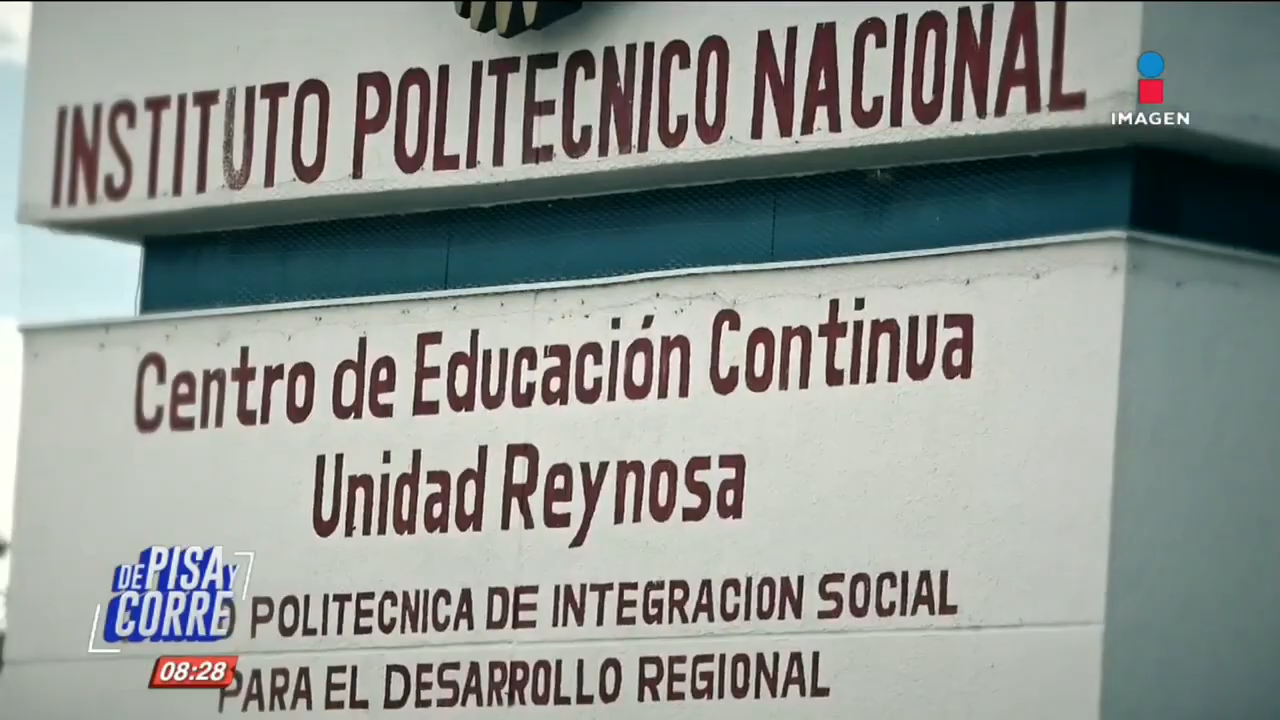 INSTITUTO POLITECNICO NACIONAL
IMAGEN
Centro de Educación Continua
Unidad Reynosa
POLITECNICA DE INTEGRACION SOCIAL
PARA EL DESARROLLO REGIONAL
DE PISA Y
CORRE
08:28